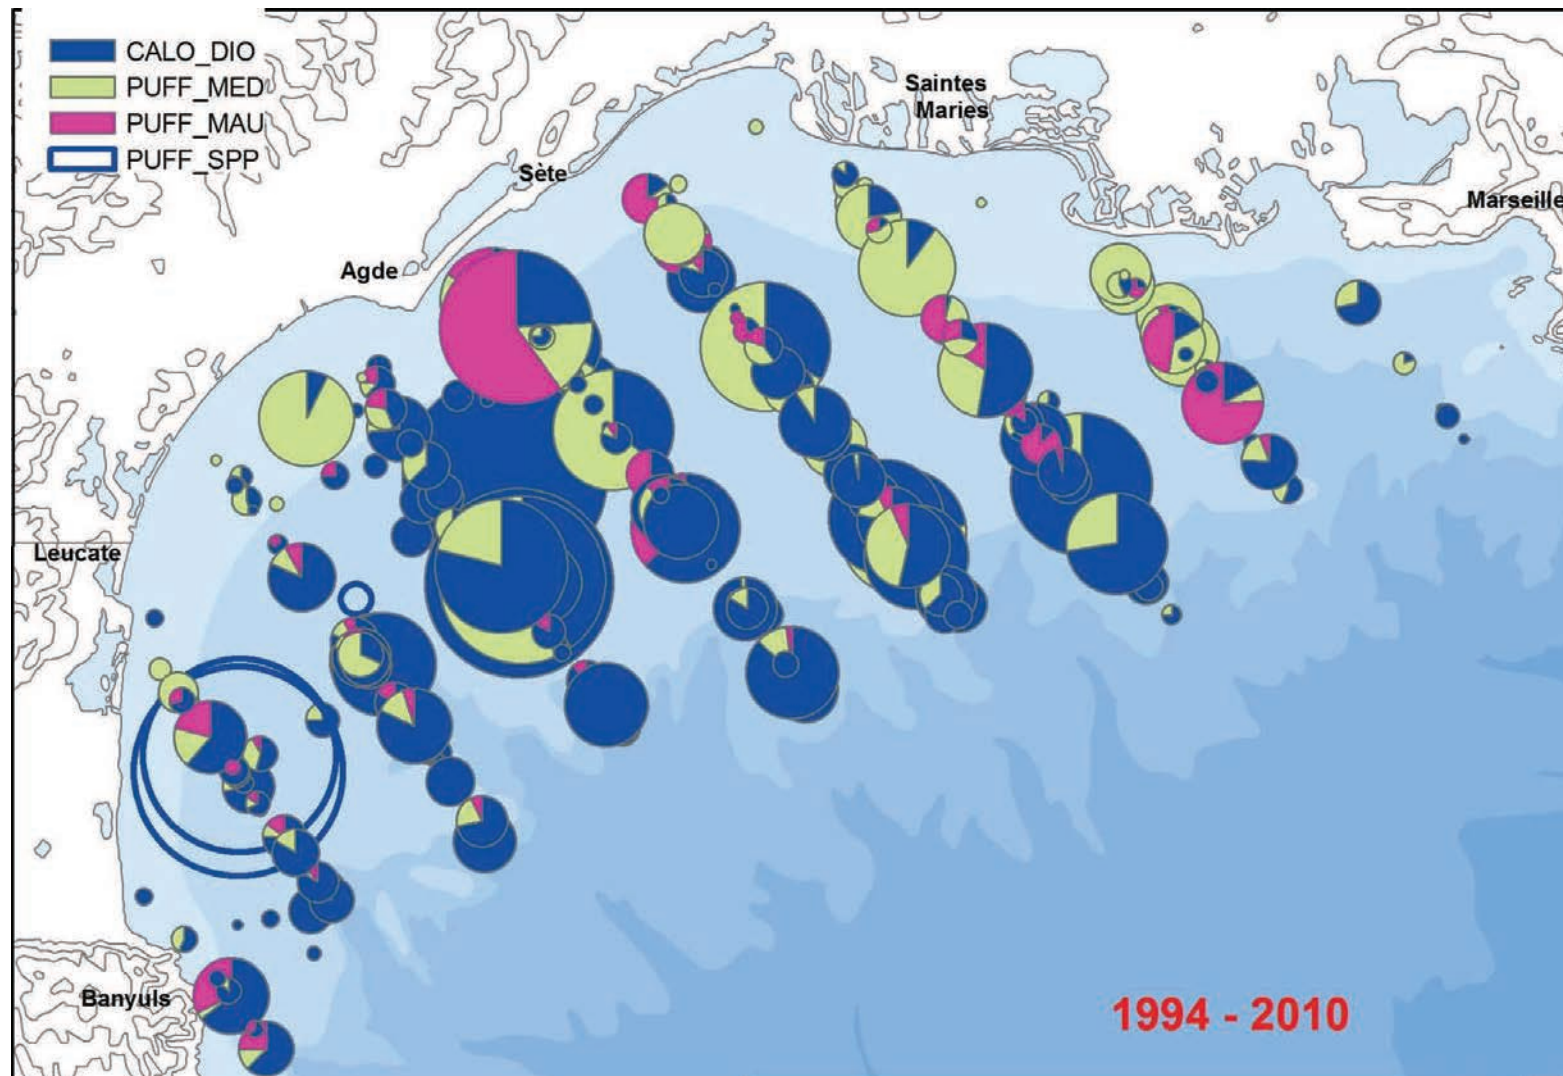 CALO_DIO
PUFF_MED
PUFF_MAU
PUFF_SPP
Saintes
Maries
Sète
Marseille
Agde
Leucate
Banyuls
1994 - 2010